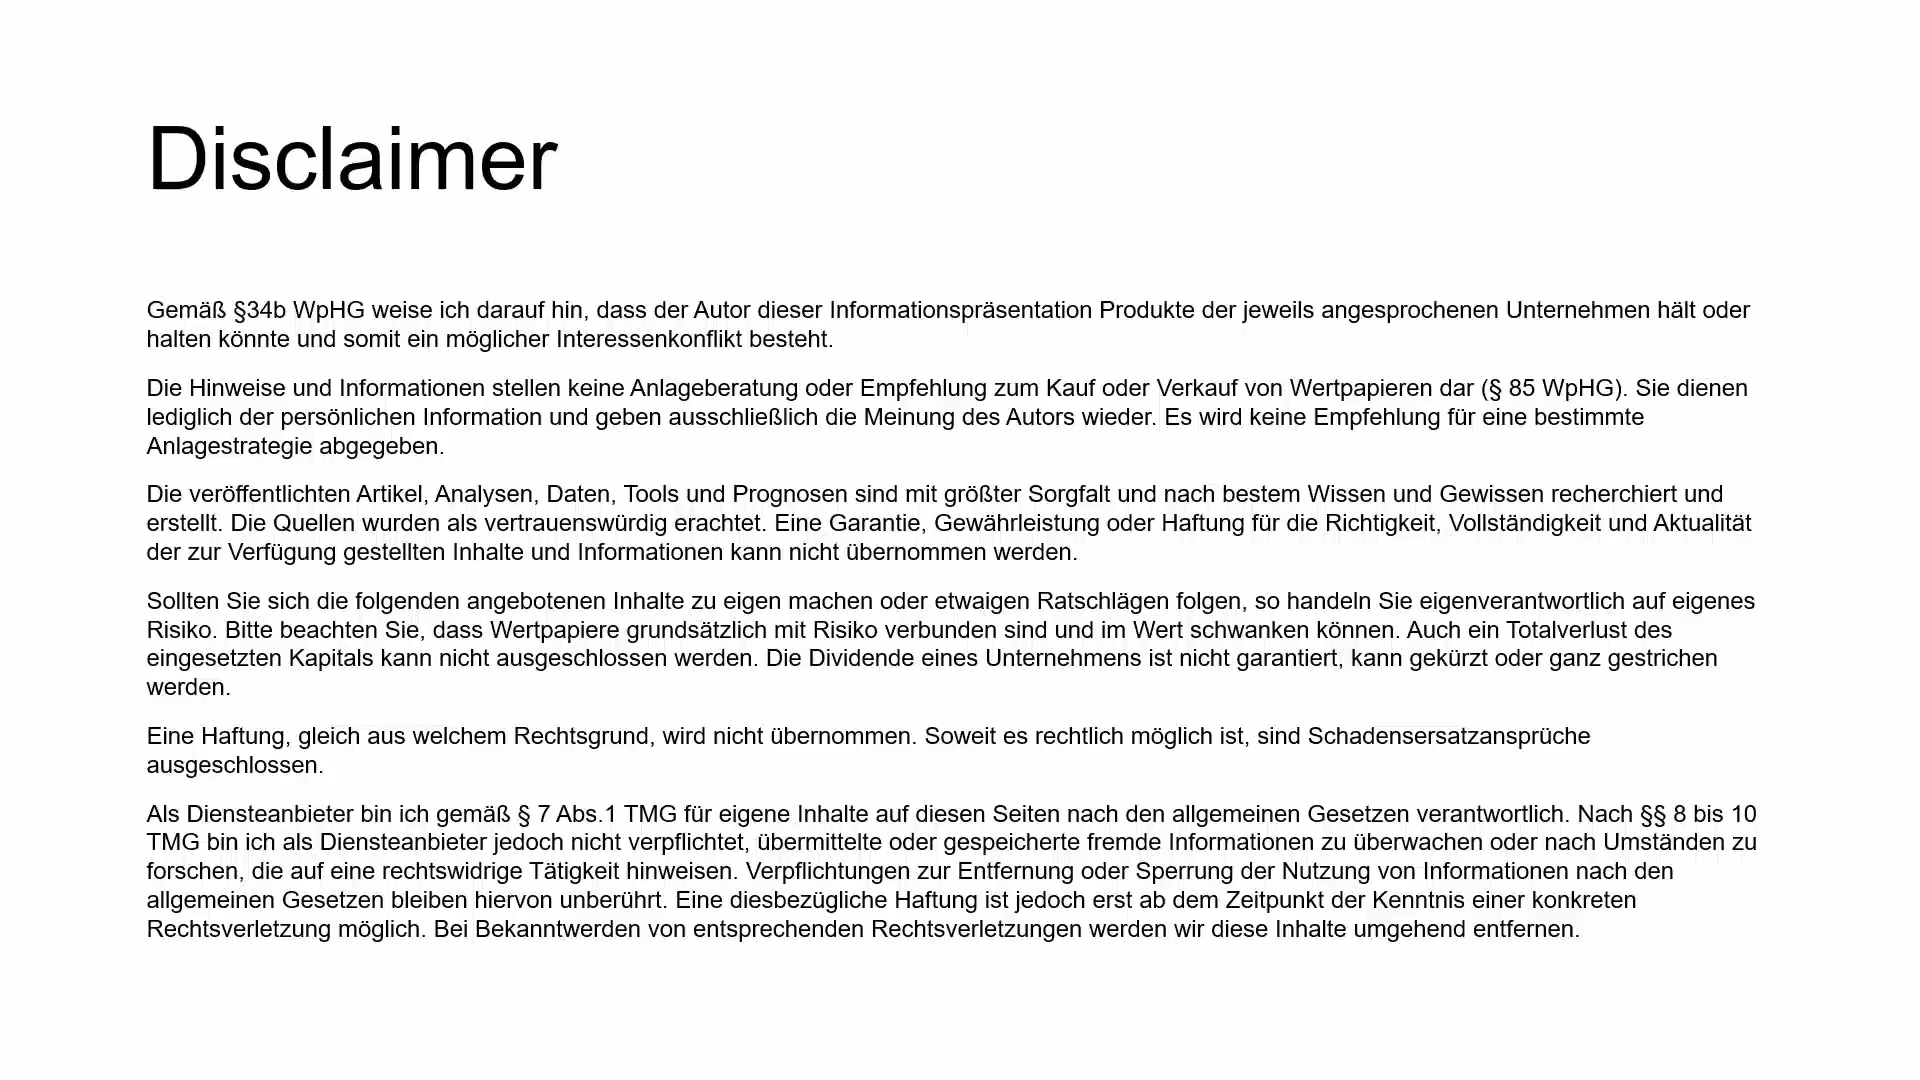 Disclaimer
Gemäß §34b WpHG weise ich darauf hin, dass der Autor dieser Informationspräsentation Produkte der jeweils angesprochenen Unternehmen hält oder
halten könnte und somit ein möglicher Interessenkonflikt besteht.
Die Hinweise und Informationen stellen keine Anlageberatung oder Empfehlung zum Kauf oder Verkauf von Wertpapieren dar (§ 85 WpHG). Sie dienen
lediglich der persönlichen Information und geben ausschließlich die Meinung des Autors wieder. Es wird keine Empfehlung für eine bestimmte
Anlagestrategie abgegeben.
Die veröffentlichten Artikel, Analysen, Daten, Tools und Prognosen sind mit größter Sorgfalt und nach bestem Wissen und Gewissen recherchiert und
erstellt. Die Quellen wurden als vertrauenswürdig erachtet. Eine Garantie, Gewährleistung oder Haftung für die Richtigkeit, Vollständigkeit und Aktualität
der zur Verfügung gestellten Inhalte und Informationen kann nicht übernommen werden.
Sollten Sie sich die folgenden angebotenen Inhalte zu eigen machen oder etwaigen Ratschlägen folgen, so handeln Sie eigenverantwortlich auf eigenes
Risiko. Bitte beachten Sie, dass Wertpapiere grundsätzlich mit Risiko verbunden sind und im Wert schwanken können. Auch ein Totalverlust des
eingesetzten Kapitals kann nicht ausgeschlossen werden. Die Dividende eines Unternehmens ist nicht garantiert, kann gekürzt oder ganz gestrichen
werden.
Eine Haftung, gleich aus welchem Rechtsgrund, wird nicht übernommen. Soweit es rechtlich möglich ist, sind Schadensersatzansprüche
ausgeschlossen.
Als Diensteanbieter bin ich gemäß § 7 Abs.1 TMG für eigene Inhalte auf diesen Seiten nach den allgemeinen Gesetzen verantwortlich. Nach §§ 8 bis 10
TMG bin ich als Diensteanbieter jedoch nicht verpflichtet, übermittelte oder gespeicherte fremde Informationen zu überwachen oder nach Umständen zu
forschen, die auf eine rechtswidrige Tätigkeit hinweisen. Verpflichtungen zur Entfernung oder Sperrung der Nutzung von Informationen nach den
allgemeinen Gesetzen bleiben hiervon unberührt. Eine diesbezügliche Haftung ist jedoch erst ab dem Zeitpunkt der Kenntnis einer konkreten
Rechtsverletzung möglich. Bei Bekanntwerden von entsprechenden Rechtsverletzungen werden wir diese Inhalte umgehend entfernen.